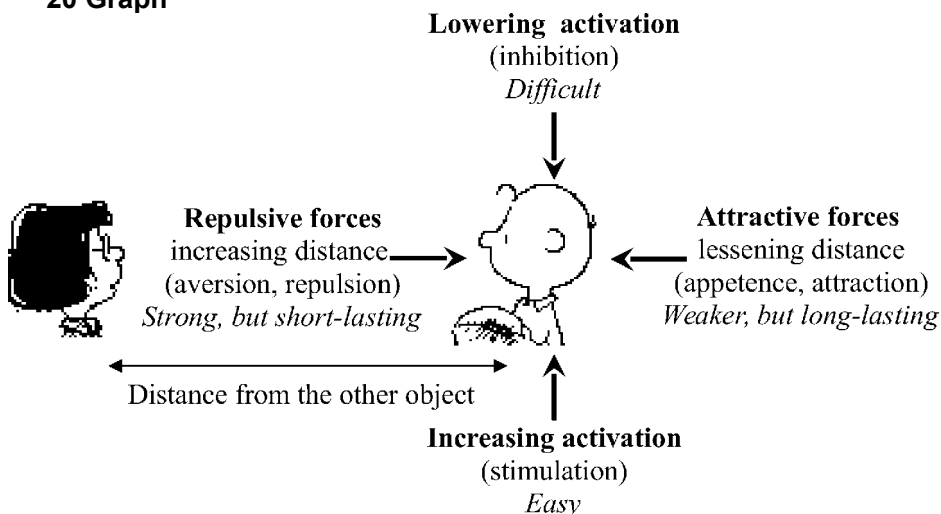 20 Graph
Lowering activation
(inhibition)
Difficult
Repulsive forces
increasing distance
(aversion, repulsion)
Strong, but short-lasting
Attractive forces
lessening distance
(appetence, attraction)
Weaker, but long-lasting
Distance from the other object
Increasing activation
(stimulation)
Easy